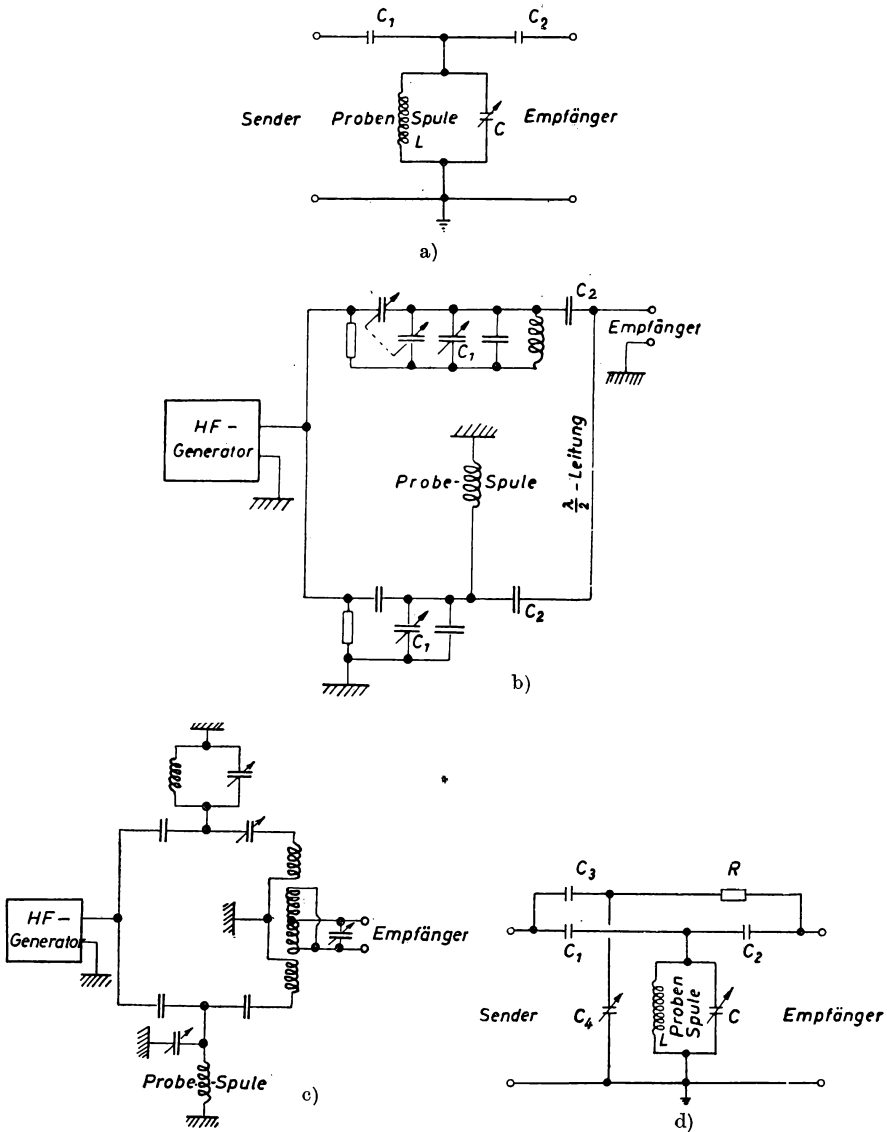 C₁
C₂
Sender
Proben Spule
L
C
Empfänger
a)
C₂
Empfänget
C₁
HF-
Generator
Probe-Spule
λ/2 - Leitung
C₁
C₂
b)
HF-
Generator
Empfänger
Probe-Spule
c)
C₃
R
C₁
C₂
Sender
C₄
L
Proben
Spule
C
Empfänger
d)